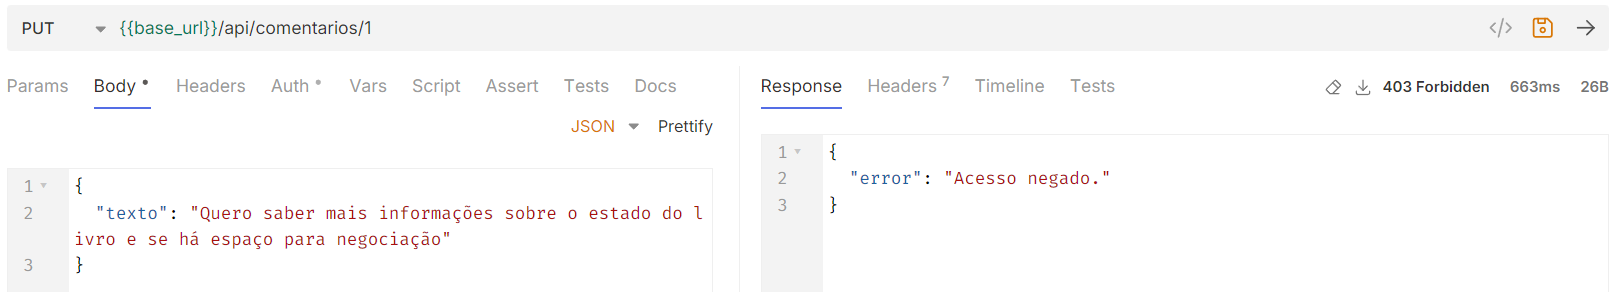 PUT {{base_url}}/api/comentarios/1 </>
Params Body Headers Auth Vars Script Assert Tests Docs
JSON Prettify
1 {
2 "texto": "Quero saber mais informações sobre o estado do l
ivro e se há espaço para negociação"
3 }
Response Headers 7 Timeline Tests 403 Forbidden 663ms 26B
1 {
2 "error": "Acesso negado."
3 }